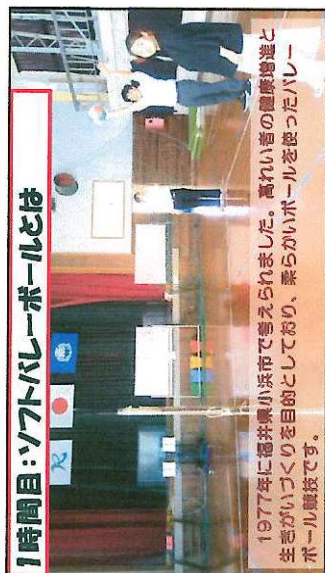 1時間目：ソフトバレーボールとは
1977年に福井県小浜市で考えられました。高れい者の健康増進と
生きがいづくりを目的としており、柔らかいボールを使ったバレー
ボール競技です。